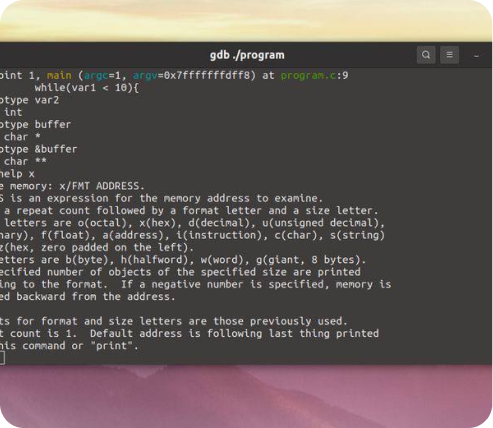 gdb ./program
oint 1, main (argc=1, argv=0x7fffffffdff8) at program.c:9
while(var1 < 10){
otype var2
int
otype buffer
char *
otype &buffer
char **
help x
e memory: x/FMT ADDRESS.
S is an expression for the memory address to examine.
a repeat count followed by a format letter and a size letter.
letters are o(octal), x(hex), d(decimal), u(unsigned decimal),
nary), f(float), a(address), i(instruction), c(char), s(string)
z(hex, zero padded on the left).
etters are b(byte), h(halfword), w(word), g(giant, 8 bytes).
ecified number of objects of the specified size are printed
ing to the format.  If a negative number is specified, memory is
ed backward from the address.
ts for format and size letters are those previously used.
t count is 1.  Default address is following last thing printed
his command or "print".